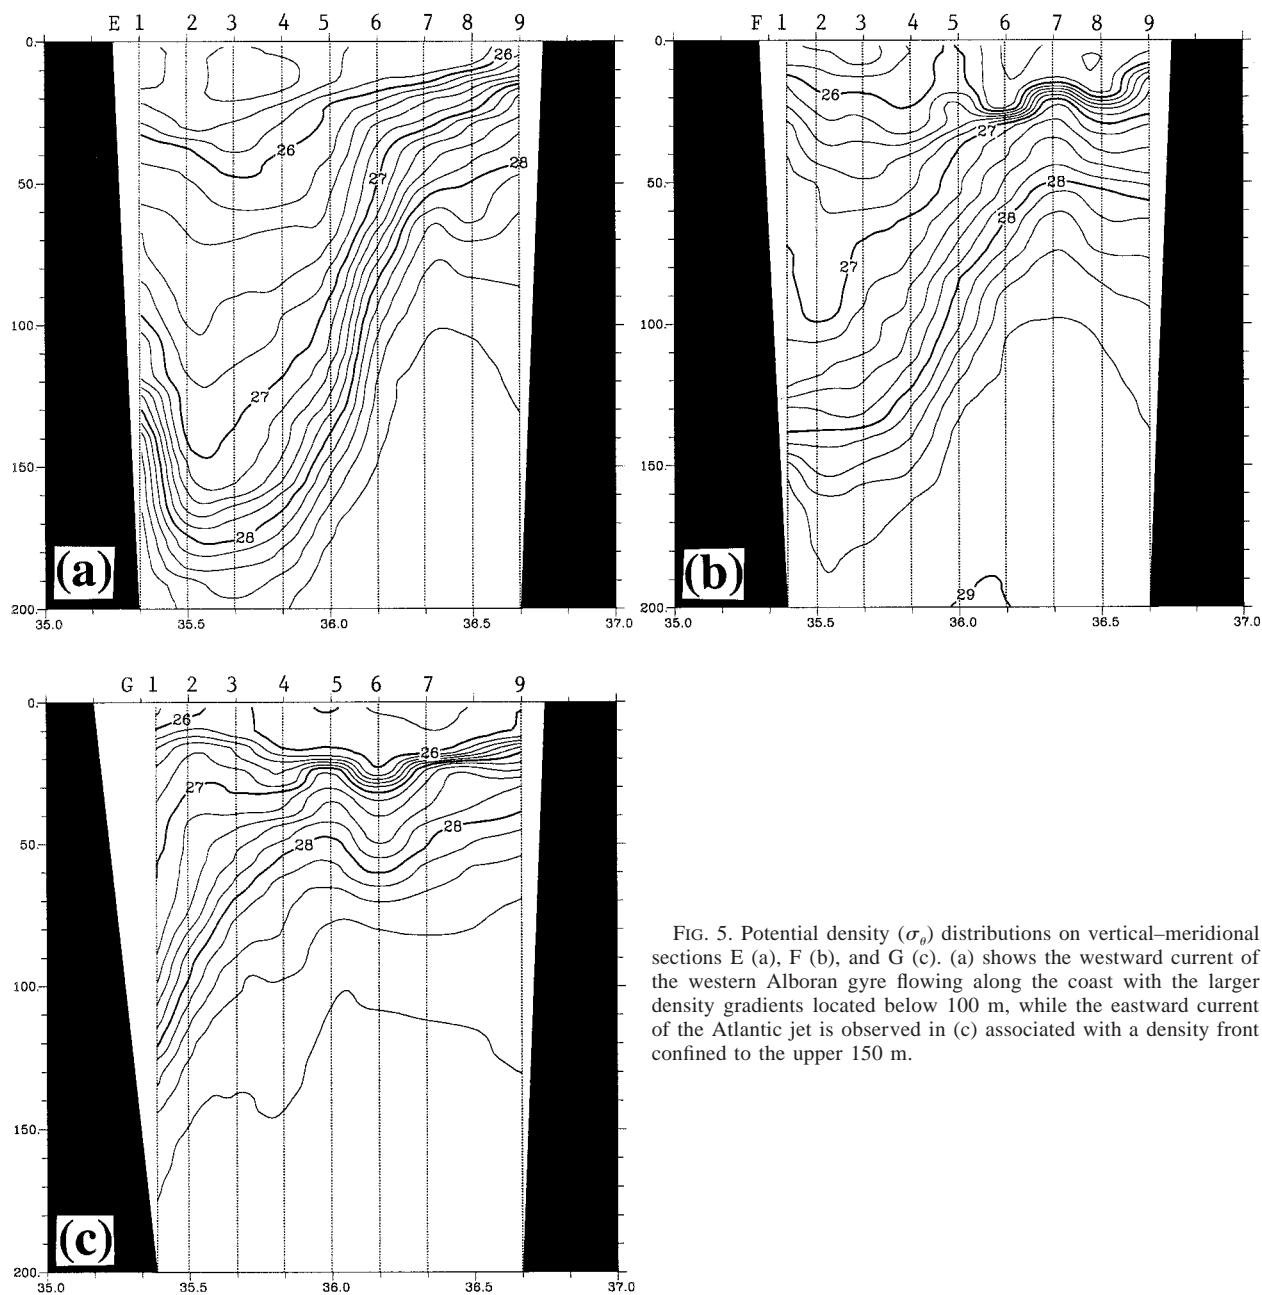 E 1 2 3 4 5 6 7 8 9
0.
50.
100.
150.
200.
26
26
27
28
27
28
(a)
35.0 35.5 36.0 36.5 37.0
F 1 2 3 4 5 6 7 8 9
0.
50.
100.
150.
200.
26
27
28
28
27
29
(b)
35.0 35.5 36.0 36.5 37.0
G 1 2 3 4 5 6 7 9
0.
50.
100.
150.
200.
26
26
27
28
28
(c)
35.0 35.5 36.0 36.5 37.0
FIG. 5. Potential density (σθ) distributions on vertical–meridional
sections E (a), F (b), and G (c). (a) shows the westward current of
the western Alboran gyre flowing along the coast with the larger
density gradients located below 100 m, while the eastward current
of the Atlantic jet is observed in (c) associated with a density front
confined to the upper 150 m.